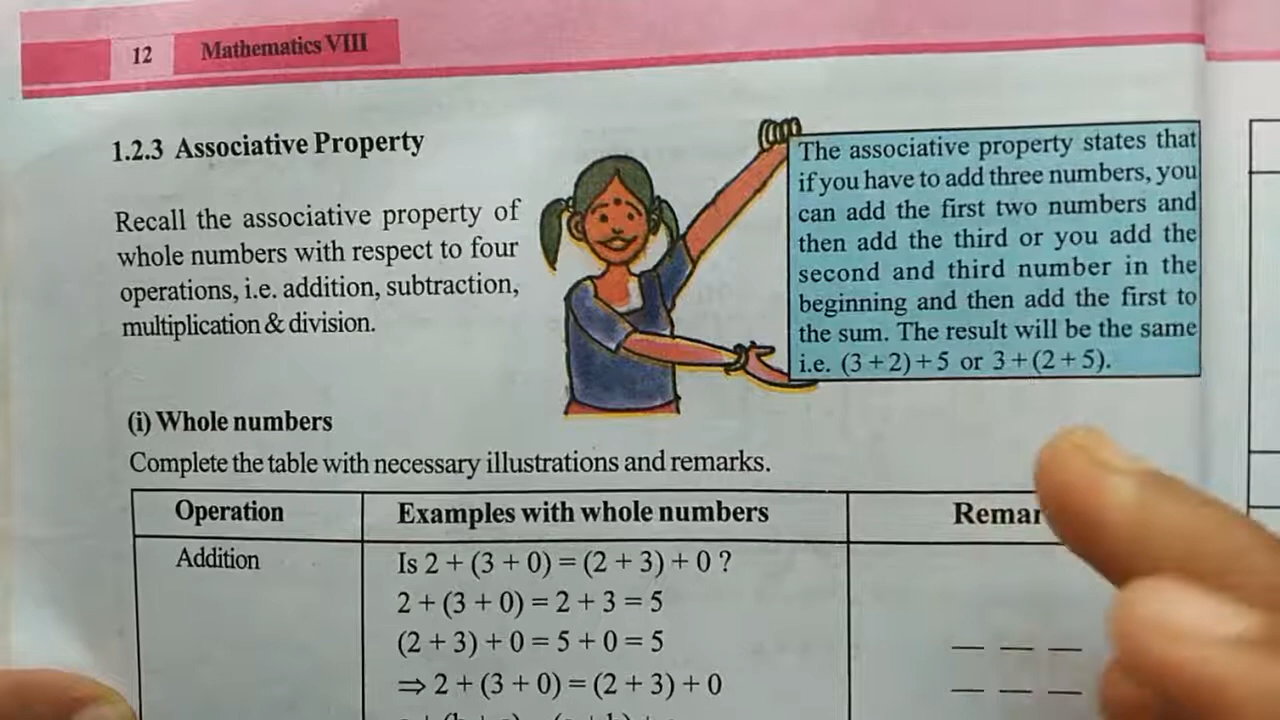 12 Mathematics VIII
1.2.3 Associative Property
Recall the associative property of
whole numbers with respect to four
operations, i.e. addition, subtraction,
multiplication & division.
The associative property states that
if you have to add three numbers, you
can add the first two numbers and
then add the third or you add the
second and third number in the
beginning and then add the first to
the sum. The result will be the same
i.e. (3+2)+5 or 3+(2+5).
(i) Whole numbers
Complete the table with necessary illustrations and remarks.
Operation Examples with whole numbers
Addition Is 2 + (3 + 0) = (2 + 3) + 0 ?
2 + (3 + 0) = 2 + 3 = 5
(2 + 3) + 0 = 5 + 0 = 5
⇒ 2 + (3 + 0) = (2 + 3) + 0